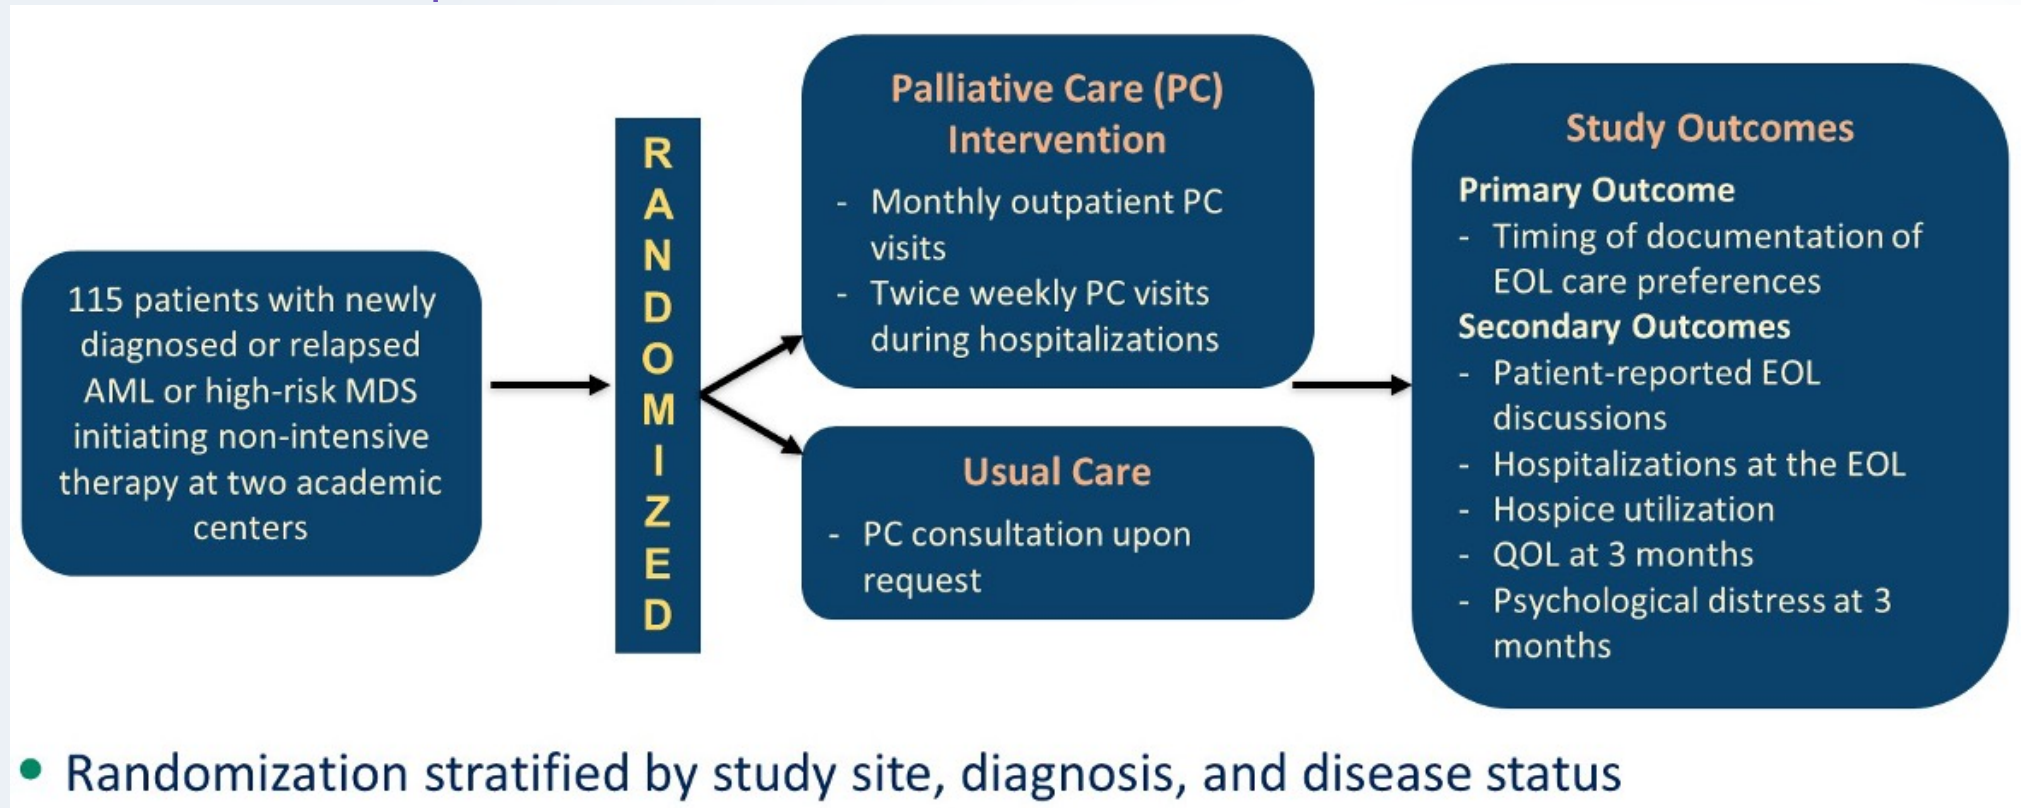 115 patients with newly
diagnosed or relapsed
AML or high-risk MDS
initiating non-intensive
therapy at two academic
centers
R
A
N
D
O
M
I
Z
E
D
Palliative Care (PC)
Intervention
- Monthly outpatient PC
visits
- Twice weekly PC visits
during hospitalizations
Usual Care
- PC consultation upon
request
Study Outcomes
Primary Outcome
- Timing of documentation of
EOL care preferences
Secondary Outcomes
- Patient-reported EOL
discussions
- Hospitalizations at the EOL
- Hospice utilization
- QOL at 3 months
- Psychological distress at 3
months
• Randomization stratified by study site, diagnosis, and disease status